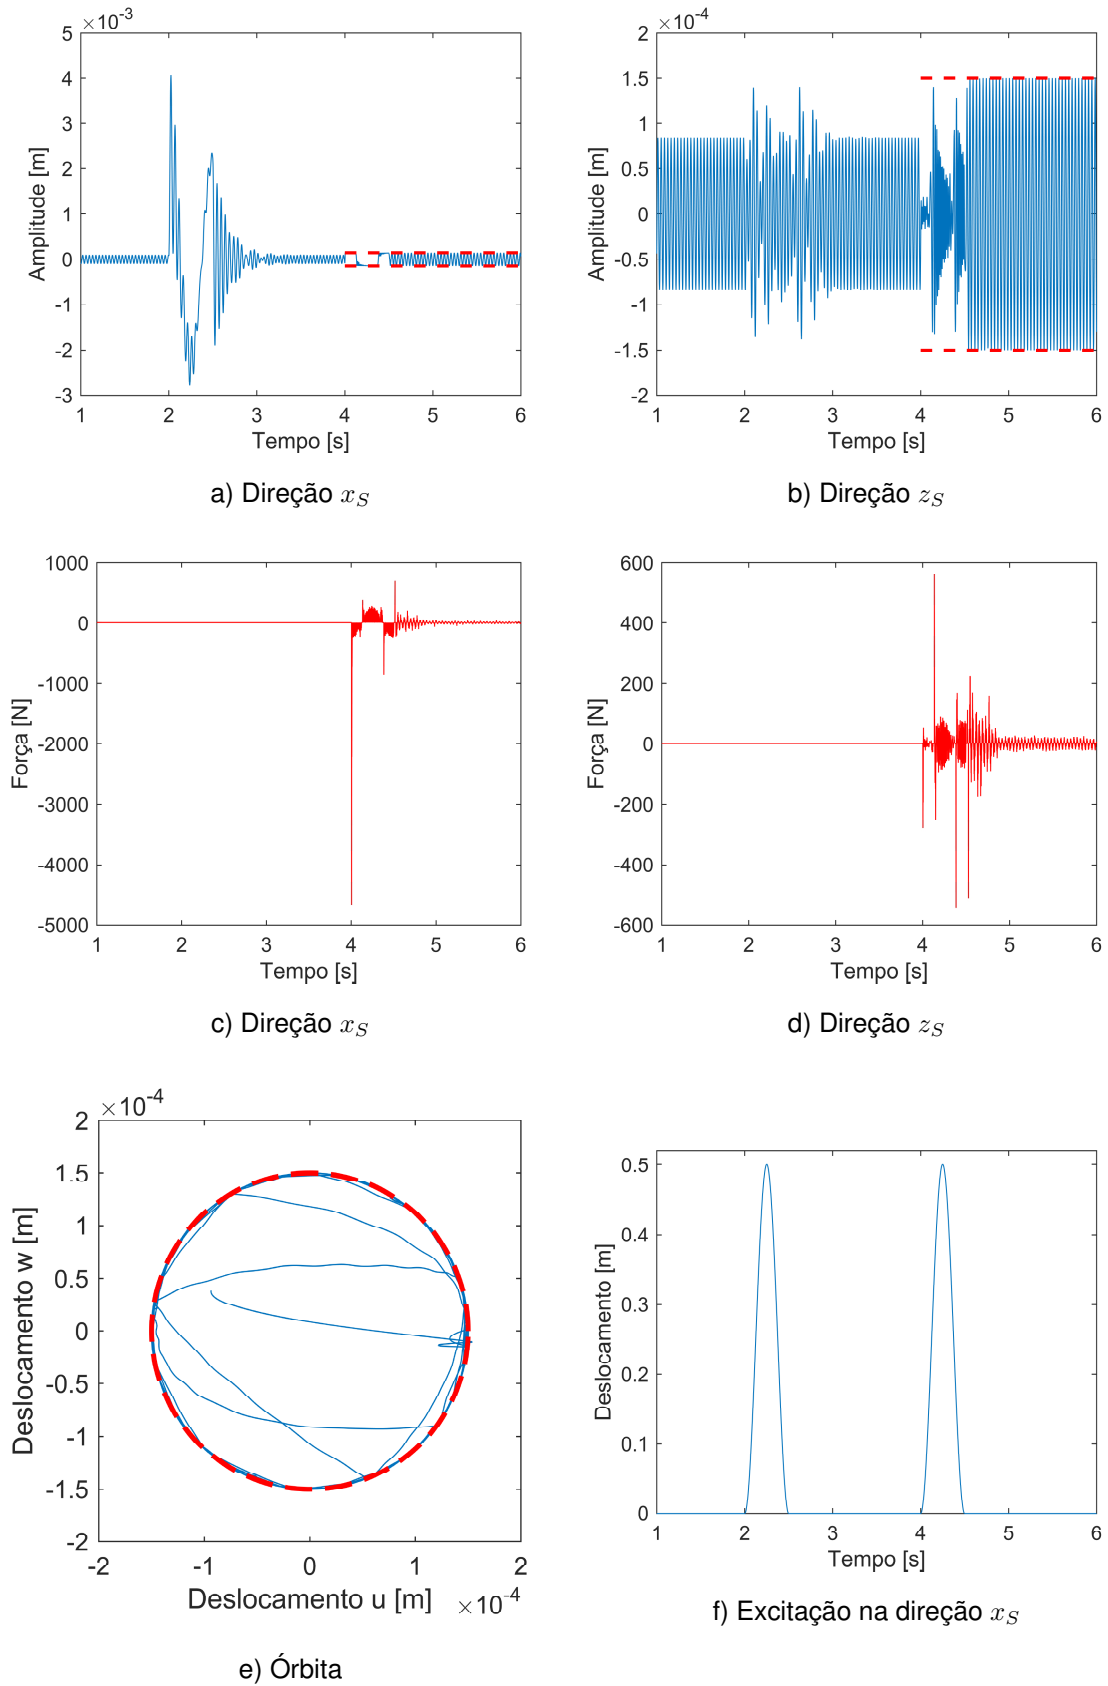 ×10⁻³
5
4
3
2
1
0
-1
-2
-3
Amplitude [m]
1 2 3 4 5 6
Tempo [s]
a) Direção x_S
×10⁻⁴
2
1.5
1
0.5
0
-0.5
-1
-1.5
-2
Amplitude [m]
1 2 3 4 5 6
Tempo [s]
b) Direção z_S
1000
0
-1000
-2000
-3000
-4000
-5000
Força [N]
1 2 3 4 5 6
Tempo [s]
c) Direção x_S
600
400
200
0
-200
-400
-600
Força [N]
1 2 3 4 5 6
Tempo [s]
d) Direção z_S
×10⁻⁴
2
1.5
1
0.5
0
-0.5
-1
-1.5
-2
Deslocamento w [m]
-2 -1 0 1 2
Deslocamento u [m] ×10⁻⁴
e) Órbita
0.5
0.4
0.3
0.2
0.1
0
Deslocamento [m]
1 2 3 4 5 6
Tempo [s]
f) Excitação na direção x_S